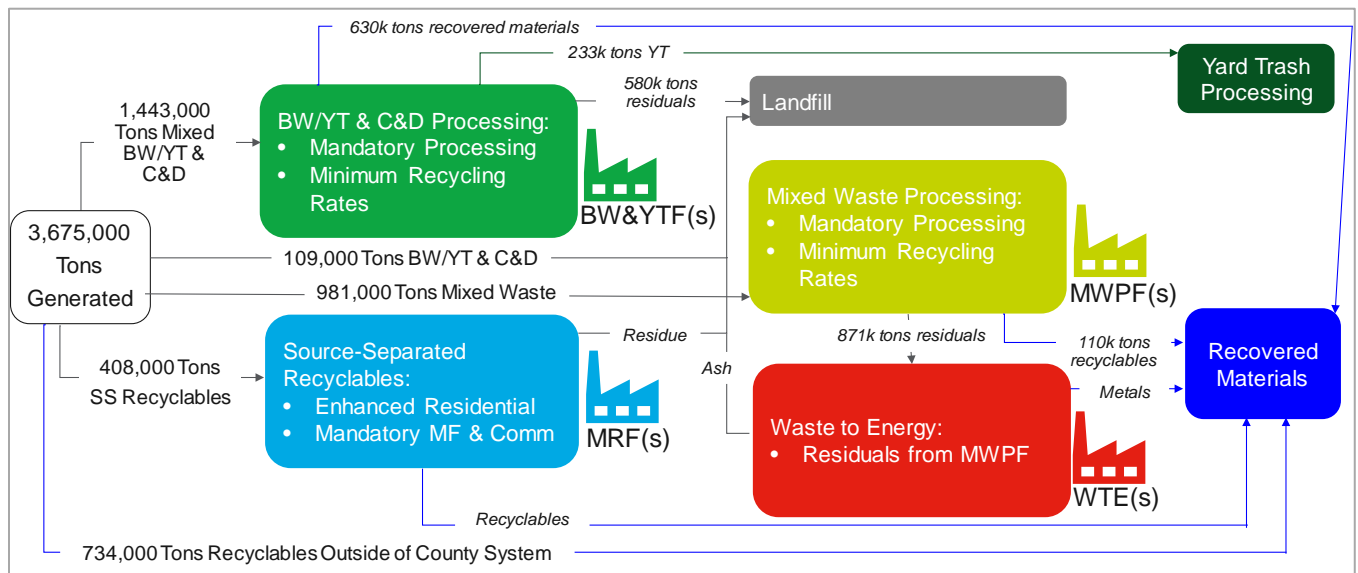 630k tons recovered materials
233k tons YT
580k tons
residuals
Yard Trash
Processing
Landfill
1,443,000
Tons Mixed
BW/YT &
C&D
BW/YT & C&D Processing:
• Mandatory Processing
• Minimum Recycling
Rates
BW&YTF(s)
Mixed Waste Processing:
• Mandatory Processing
• Minimum Recycling
Rates
MWPF(s)
3,675,000
Tons
Generated
109,000 Tons BW/YT & C&D
981,000 Tons Mixed Waste
408,000 Tons
SS Recyclables
Source-Separated
Recyclables:
• Enhanced Residential
• Mandatory MF & Comm
MRF(s)
Residue
Ash
871k tons residuals
110k tons
recyclables
Metals
Recovered
Materials
Waste to Energy:
• Residuals from MWPF
WTE(s)
Recyclables
734,000 Tons Recyclables Outside of County System